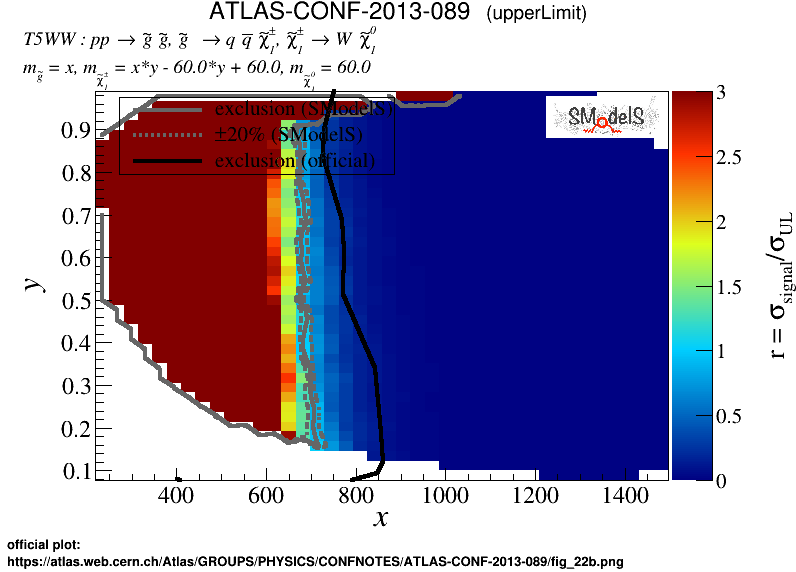 ATLAS-CONF-2013-089 (upperLimit)
T5WW : pp → g̃ g̃, g̃ → q q̅ χ̃₁±, χ̃₁± → W χ̃₁⁰
m_g̃ = x, m_χ̃₁± = x*y - 60.0*y + 60.0, m_χ̃₁⁰ = 60.0
exclusion (SModelS)
±20% (SModelS)
exclusion (official)
SModelS
0.9
0.8
0.7
0.6
0.5
0.4
0.3
0.2
0.1
y
400 600 800 1000 1200 1400
x
3
2.5
2
1.5
1
0.5
0
r = σ_signal/σ_UL
official plot:
https://atlas.web.cern.ch/Atlas/GROUPS/PHYSICS/CONFNOTES/ATLAS-CONF-2013-089/fig_22b.png